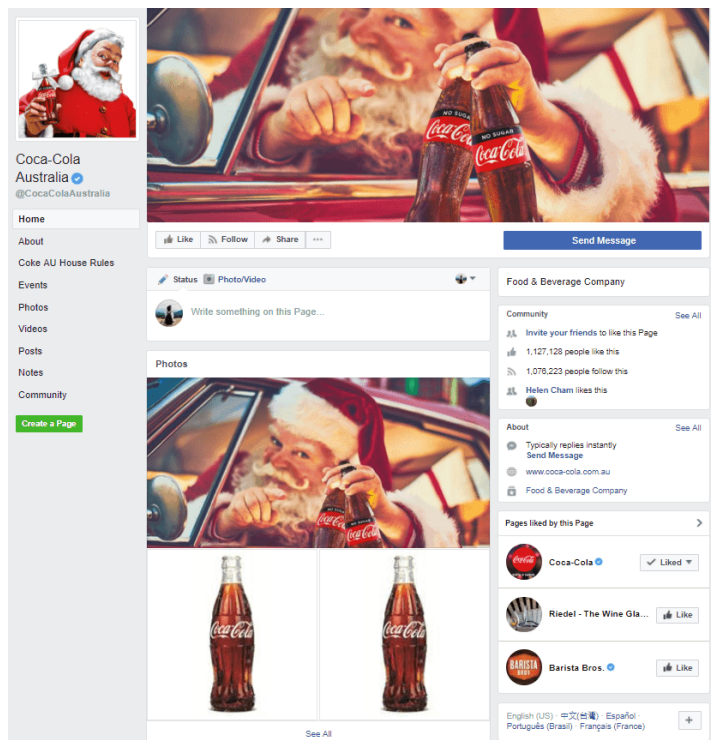 Coca-Cola
Australia
@CocaColaAustralia
Home
About
Coke AU House Rules
Events
Photos
Videos
Posts
Notes
Community
Create a Page
NO SUGAR
Coca-Cola
NO SUGAR
Coca-Cola
Like
Follow
Share
Send Message
Status
Photo/Video
Write something on this Page...
Photos
Coca-Cola
Coca-Cola
Coca-Cola
Coca-Cola
See All
Food & Beverage Company
Community
See All
Invite your friends to like this Page
1,127,128 people like this
1,076,223 people follow this
Helen Cham likes this
About
See All
Typically replies instantly
Send Message
www.coca-cola.com.au
Food & Beverage Company
Pages liked by this Page
Coca-Cola
Coca-Cola
Liked
Riedel - The Wine Gla...
Like
BARISTA
BROS
Barista Bros.
Like
English (US) · 中文(台灣) · Español ·
Português (Brasil) · Français (France)